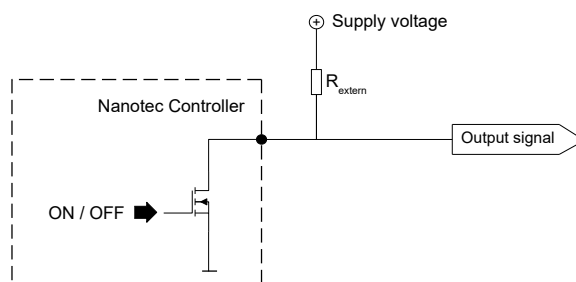 Supply voltage
R extern
Nanotec Controller
Output signal
ON / OFF